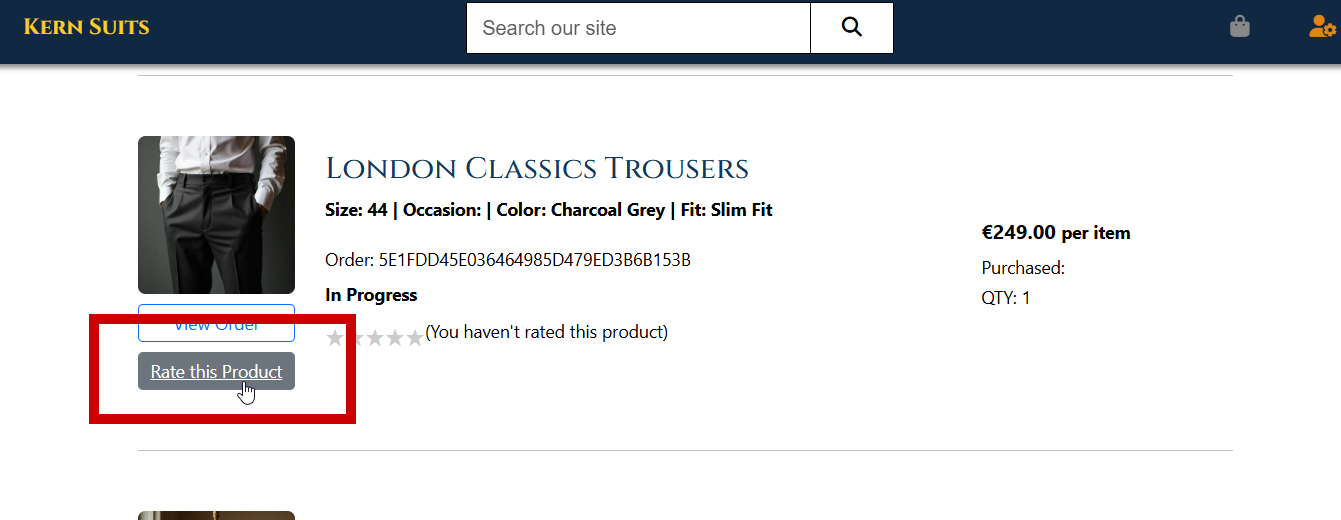 Kern Suits
Search our site
London Classics Trousers
Size: 44 | Occasion: | Color: Charcoal Grey | Fit: Slim Fit
€249.00 per item
Order: 5E1FDD45E036464985D479ED3B6B153B
Purchased:
In Progress
QTY: 1
View Order
(You haven't rated this product)
Rate this Product